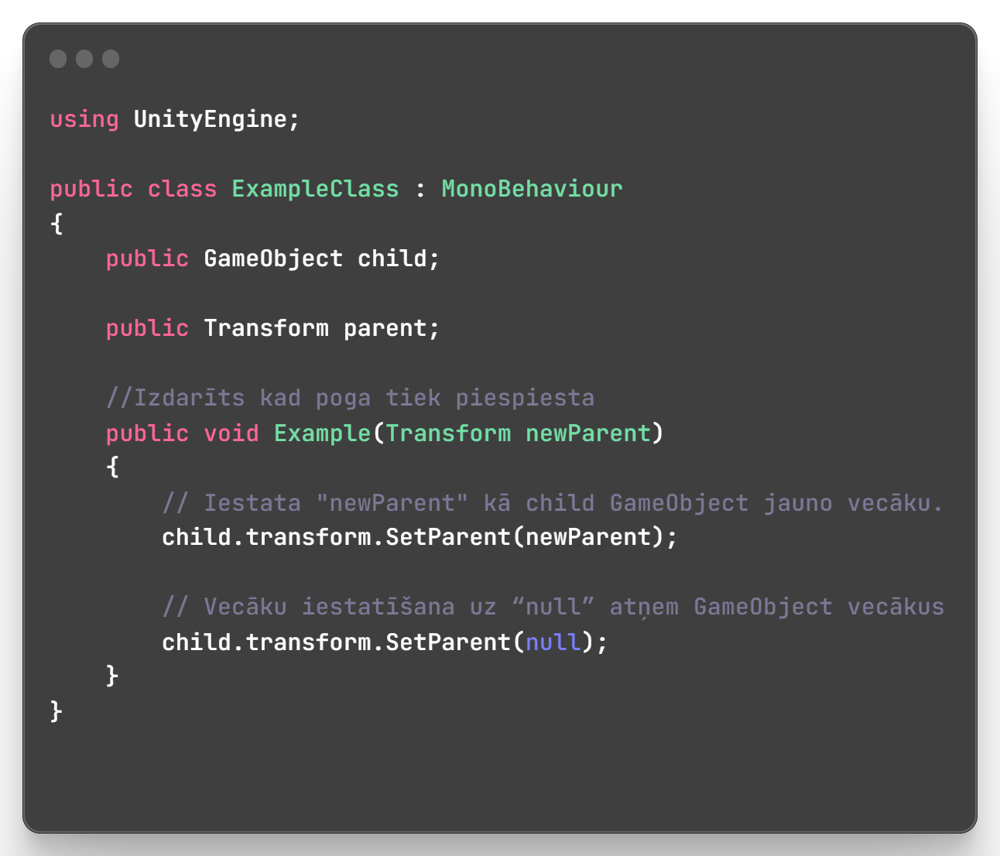 using UnityEngine;
public class ExampleClass : MonoBehaviour
{
public GameObject child;
public Transform parent;
//Izdarīts kad poga tiek piespiesta
public void Example(Transform newParent)
{
// Iestata "newParent" kā child GameObject jauno vecāku.
child.transform.SetParent(newParent);
// Vecāku iestatīšana uz “null” atņem GameObject vecākus
child.transform.SetParent(null);
}
}